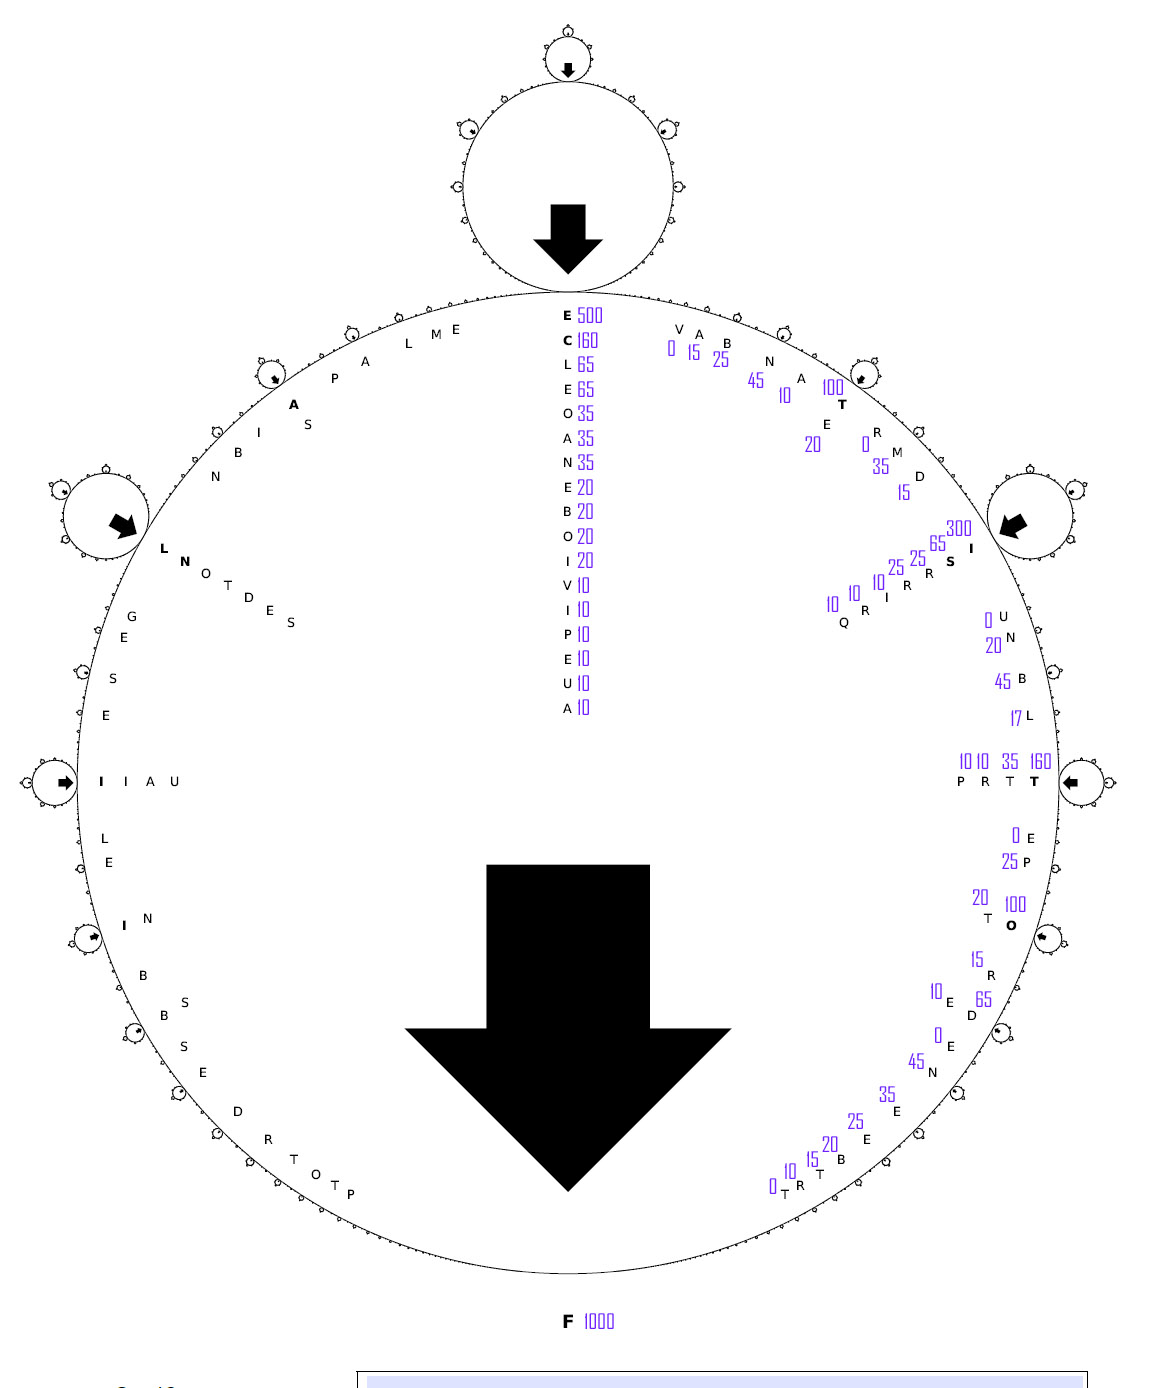 E 500
C 160
L 65
E 65
O 35
A 35
N 35
E 20
B 20
O 20
I 20
V 10
I 10
P 10
E 10
U 10
A 10
E
M
L
A
P
A
S
I
B
N
L N O T D E S
G
E
S
E
I I A U
L
E
I N
B
S
B
S
E
D
R
T
O
T
P
V 0
A 15
B 25
N 45
A 10
T 100
E 20
R 0
M 35
D 15
I 300
S 65
R 25
R 25
I 10
R 10
Q 10
U 0
N 20
B 45
L 17
10 10 35 160
P R T T
0 E
25 P
20 100
T O
15 R
10 E
65 D
0 E
45 N
35 E
25 E
20 B
15 T
10 R
0 T
F 1000